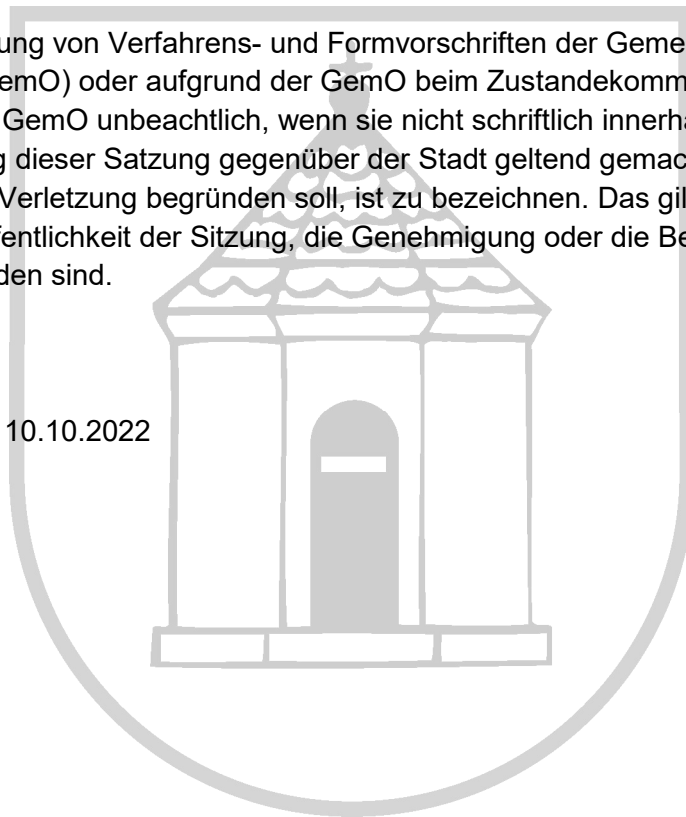 ung von Verfahrens- und Formvorschriften der Geme
emO) oder aufgrund der GemO beim Zustandekomm
GemO unbeachtlich, wenn sie nicht schriftlich innerha
g dieser Satzung gegenüber der Stadt geltend gemac
Verletzung begründen soll, ist zu bezeichnen. Das gil
fentlichkeit der Sitzung, die Genehmigung oder die Be
den sind.
10.10.2022